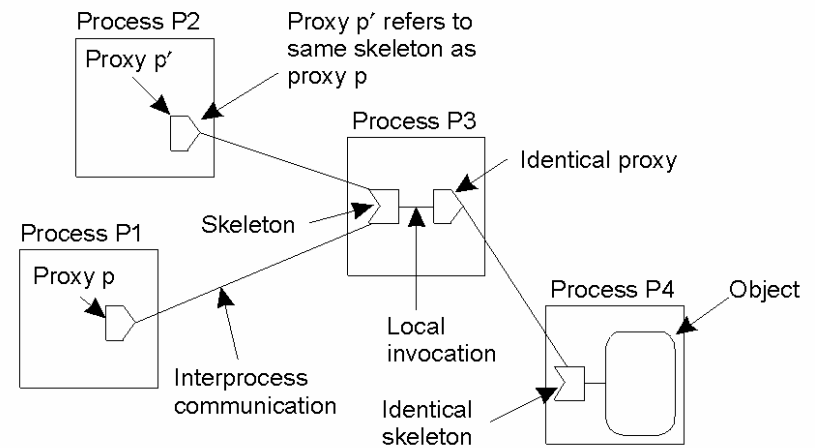 Process P2
Proxy p′
Proxy p′ refers to
same skeleton as
proxy p
Process P3
Identical proxy
Skeleton
Process P1
Proxy p
Process P4
Object
Local
invocation
Interprocess
communication
Identical
skeleton